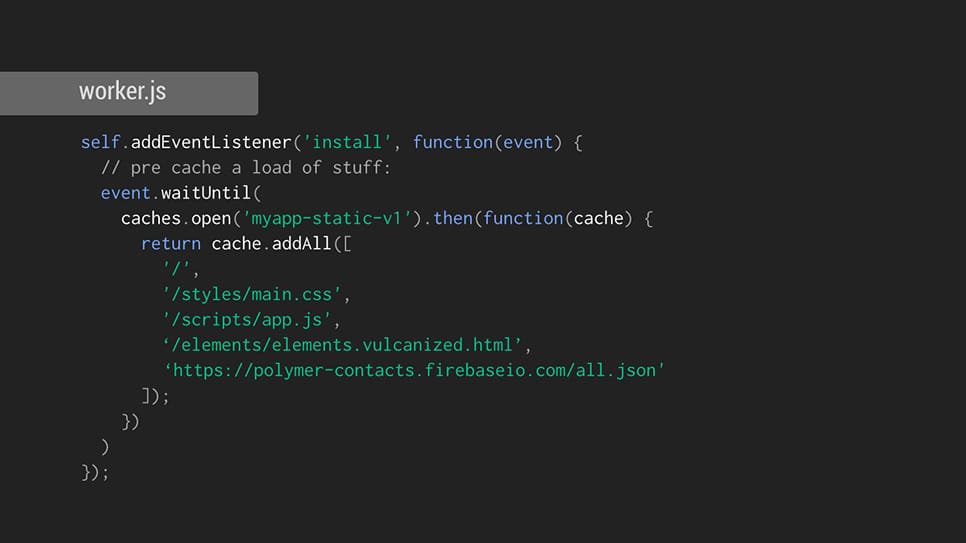 worker.js
self.addEventListener('install', function(event) {
// pre cache a load of stuff:
event.waitUntil(
caches.open('myapp-static-v1').then(function(cache) {
return cache.addAll([
'/',
'/styles/main.css',
'/scripts/app.js',
‘/elements/elements.vulcanized.html’,
‘https://polymer-contacts.firebaseio.com/all.json'
]);
})
)
});